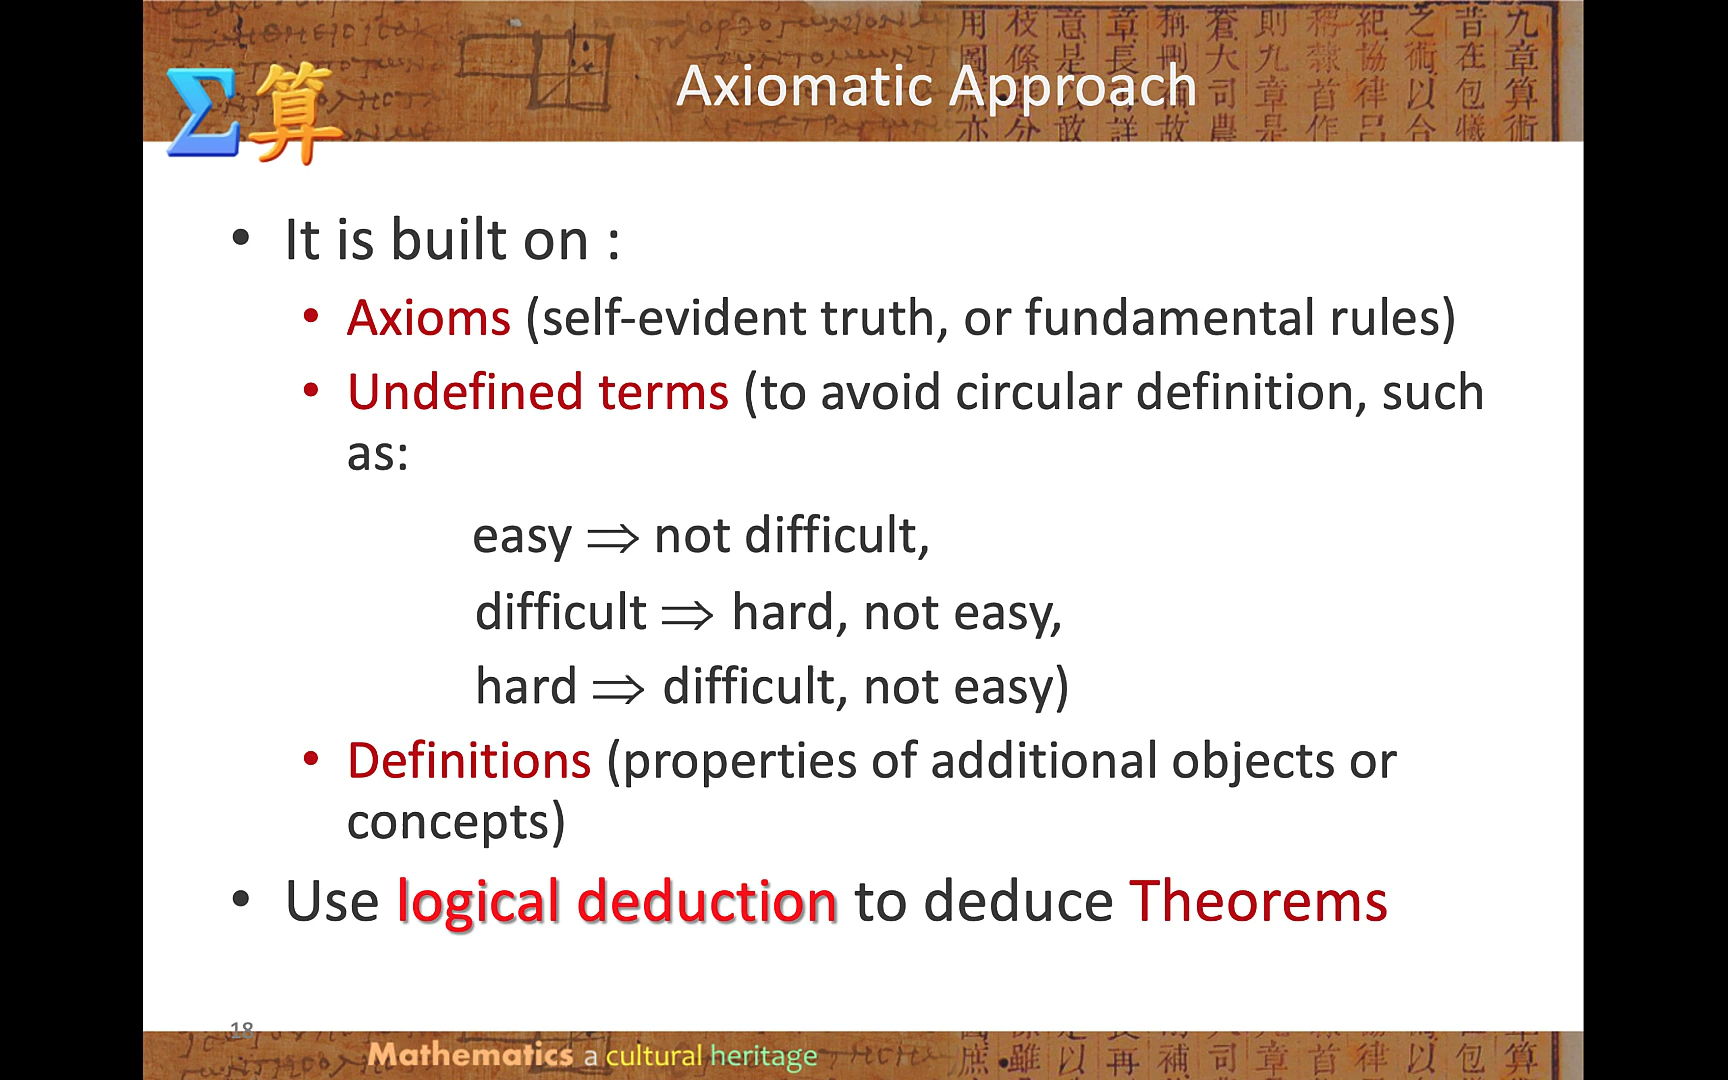 Σ算
Axiomatic Approach
• It is built on :
• Axioms (self-evident truth, or fundamental rules)
• Undefined terms (to avoid circular definition, such
as:
easy ⇒ not difficult,
difficult ⇒ hard, not easy,
hard ⇒ difficult, not easy)
• Definitions (properties of additional objects or
concepts)
• Use logical deduction to deduce Theorems
18
Mathematics a cultural heritage